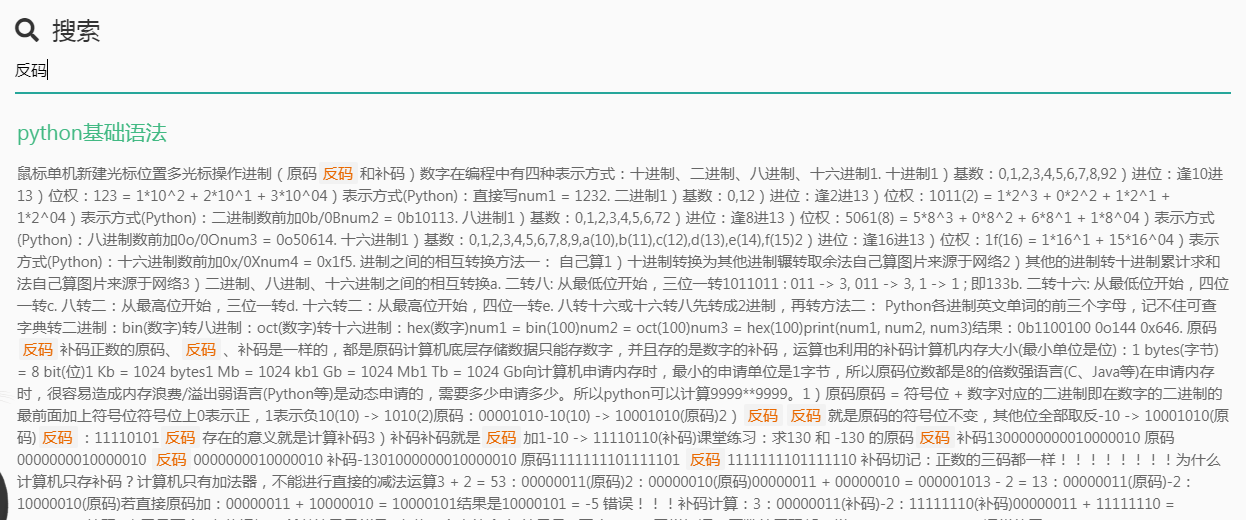 搜索
反码
python基础语法
鼠标单机新建光标位置多光标操作进制（原码 反码 和补码）数字在编程中有四种表示方式：十进制、二进制、八进制、十六进制1. 十进制1）基数：0,1,2,3,4,5,6,7,8,92）进位：逢10进
13）位权：123 = 1*10^2 + 2*10^1 + 3*10^04）表示方式(Python)：直接写num1 = 1232. 二进制1）基数：0,12）进位：逢2进13）位权：1011(2) = 1*2^3 + 0*2^2 + 1*2^1 +
1*2^04）表示方式(Python)：二进制数前加0b/0Bnum2 = 0b10113. 八进制1）基数：0,1,2,3,4,5,6,72）进位：逢8进13）位权：5061(8) = 5*8^3 + 0*8^2 + 6*8^1 + 1*8^04）表示方式
(Python)：八进制数前加0o/0Onum3 = 0o50614. 十六进制1）基数：0,1,2,3,4,5,6,7,8,9,a(10),b(11),c(12),d(13),e(14),f(15)2）进位：逢16进13）位权：1f(16) = 1*16^1 + 15*16^04）表示
方式(Python)：十六进制数前加0x/0Xnum4 = 0x1f5. 进制之间的相互转换方法一： 自己算1）十进制转换为其他进制辗转取余法自己算图片来源于网络2）其他的进制转十进制累计求和
法自己算图片来源于网络3）二进制、八进制、十六进制之间的相互转换a. 二转八: 从最低位开始，三位一转1011011 : 011 -> 3, 011 -> 3, 1 -> 1 ; 即133b. 二转十六: 从最低位开始，四位
一转c. 八转二：从最高位开始，三位一转d. 十六转二：从最高位开始，四位一转e. 八转十六或十六转八先转成2进制，再转方法二： Python各进制英文单词的前三个字母，记不住可查
字典转二进制：bin(数字)转八进制：oct(数字)转十六进制：hex(数字)num1 = bin(100)num2 = oct(100)num3 = hex(100)print(num1, num2, num3)结果：0b1100100 0o144 0x646. 原码
反码 补码正数的原码、 反码 、补码是一样的，都是原码计算机底层存储数据只能存数字，并且存的是数字的补码，运算也利用的补码计算机内存大小(最小单位是位)：1 bytes(字节)
= 8 bit(位)1 Kb = 1024 bytes1 Mb = 1024 kb1 Gb = 1024 Mb1 Tb = 1024 Gb向计算机申请内存时，最小的申请单位是1字节，所以原码位数都是8的倍数强语言(C、Java等)在申请内存
时，很容易造成内存浪费/溢出弱语言(Python等)是动态申请的，需要多少申请多少。所以python可以计算9999**9999。1）原码原码 = 符号位 + 数字对应的二进制即在数字的二进制的
最前面加上符号位符号位上0表示正，1表示负10(10) -> 1010(2)原码：00001010-10(10) -> 10001010(原码)2） 反码 反码 就是原码的符号位不变，其他位全部取反-10 -> 10001010(原
码) 反码 ：11110101 反码 存在的意义就是计算补码3）补码补码就是 反码 加1-10 -> 11110110(补码)课堂练习：求130 和 -130 的原码 反码 补码1300000000010000010 原码
0000000010000010 反码 0000000010000010 补码-1301000000010000010 原码1111111101111101 反码 1111111101111110 补码切记：正数的三码都一样！！！！！！！！为什么
计算机只存补码？计算机只有加法器，不能进行直接的减法运算3 + 2 = 53：00000011(原码)2：00000010(原码)00000011 + 00000010 = 000001013 - 2 = 13：00000011(原码)-2：
10000010(原码)若直接原码加：00000011 + 10000010 = 10000101结果是10000101 = -5 错误！！！补码计算：3：00000011(补码)-2：11111110(补码)00000011 + 11111110 =